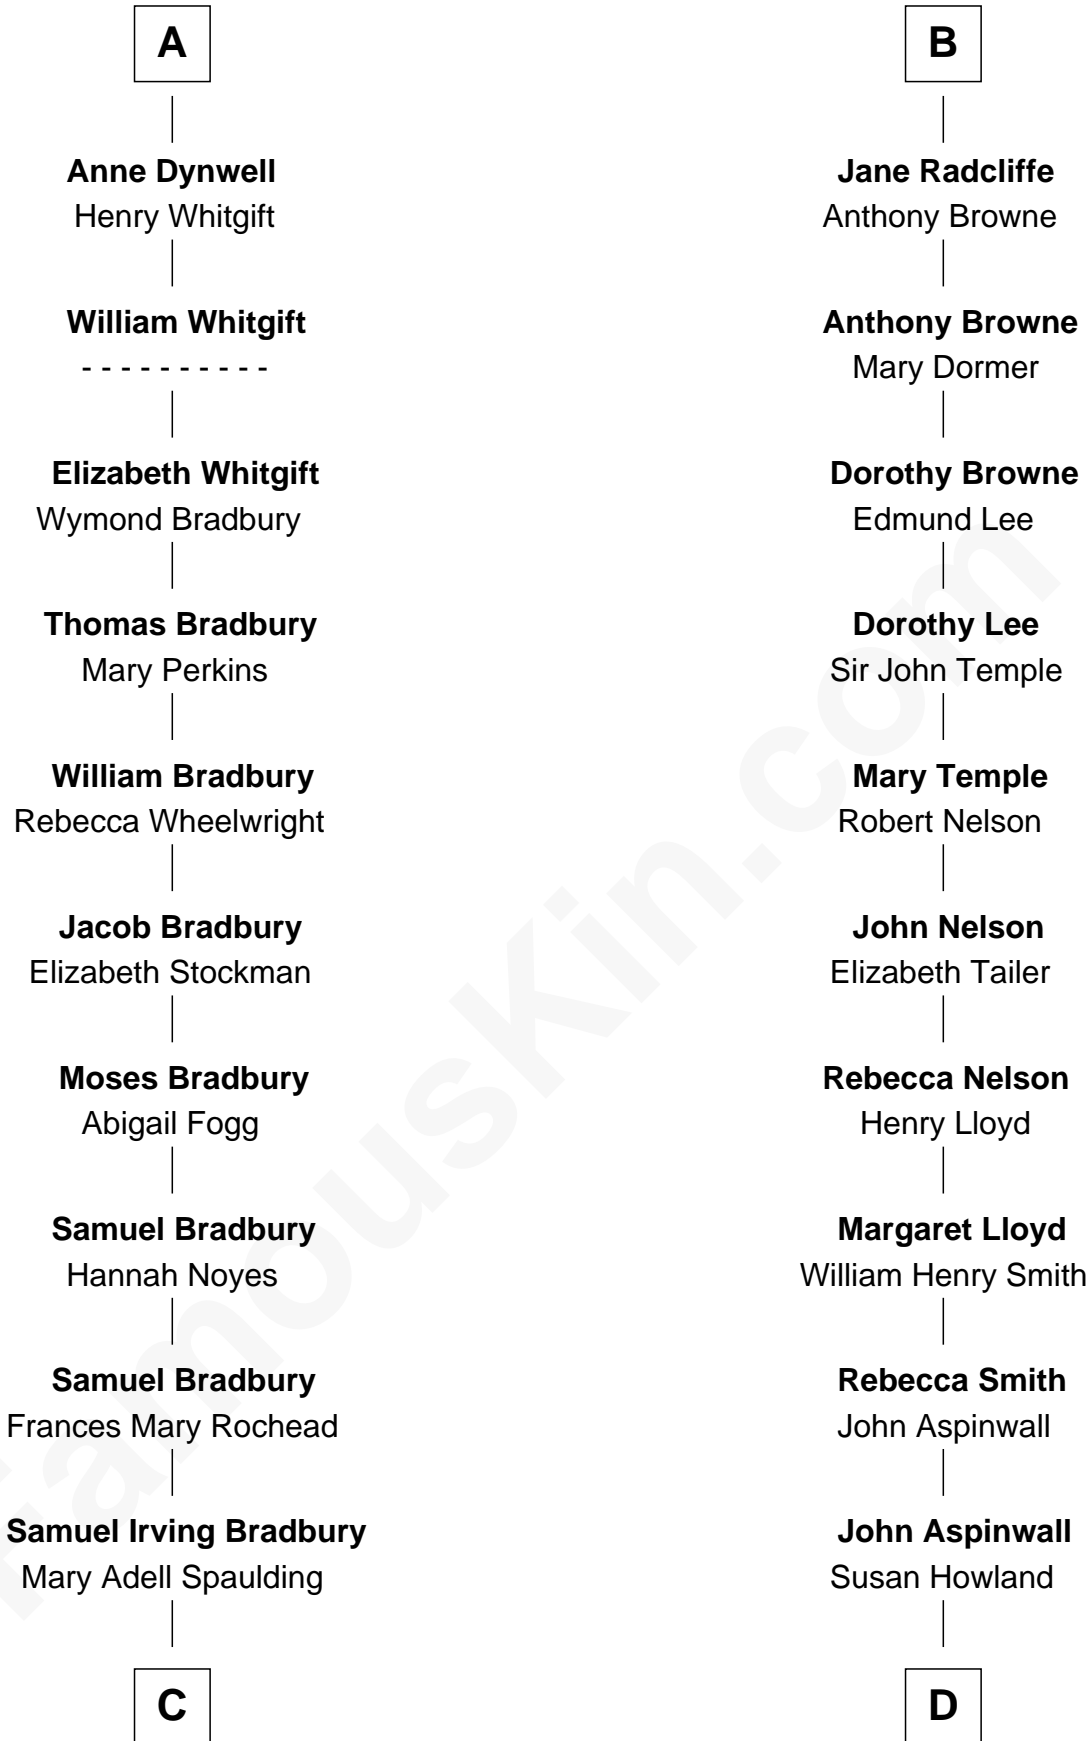 A
Anne Dynwell
Henry Whitgift
William Whitgift
- - - - - - - - - -
Elizabeth Whitgift
Wymond Bradbury
Thomas Bradbury
Mary Perkins
William Bradbury
Rebecca Wheelwright
Jacob Bradbury
Elizabeth Stockman
Moses Bradbury
Abigail Fogg
Samuel Bradbury
Hannah Noyes
Samuel Bradbury
Frances Mary Rochead
Samuel Irving Bradbury
Mary Adell Spaulding
C
B
Jane Radcliffe
Anthony Browne
Anthony Browne
Mary Dormer
Dorothy Browne
Edmund Lee
Dorothy Lee
Sir John Temple
Mary Temple
Robert Nelson
John Nelson
Elizabeth Tailer
Rebecca Nelson
Henry Lloyd
Margaret Lloyd
William Henry Smith
Rebecca Smith
John Aspinwall
John Aspinwall
Susan Howland
D
FamousKin.com